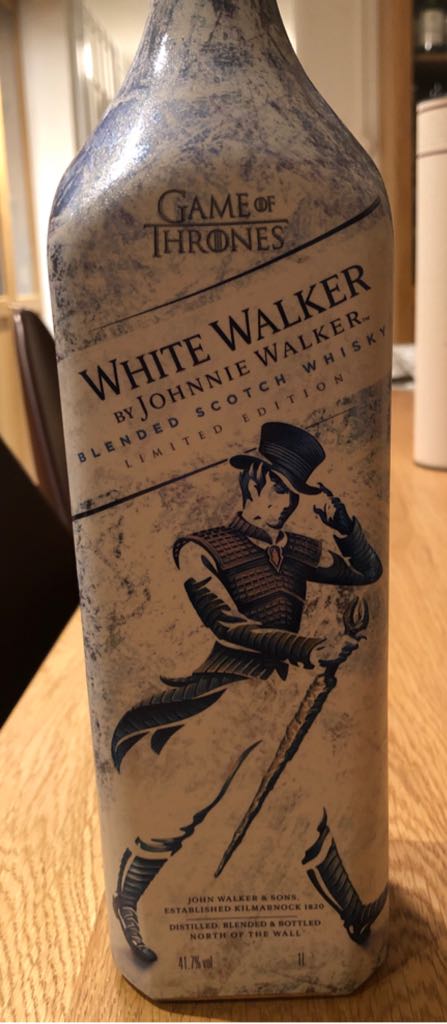 GAME OF
THRONES
WHITE WALKER
BY JOHNNIE WALKER™
BLENDED SCOTCH WHISKY
LIMITED EDITION
JOHN WALKER & SONS,
ESTABLISHED KILMARNOCK 1820
DISTILLED, BLENDED & BOTTLED
NORTH OF THE WALL
41.7% vol 1L